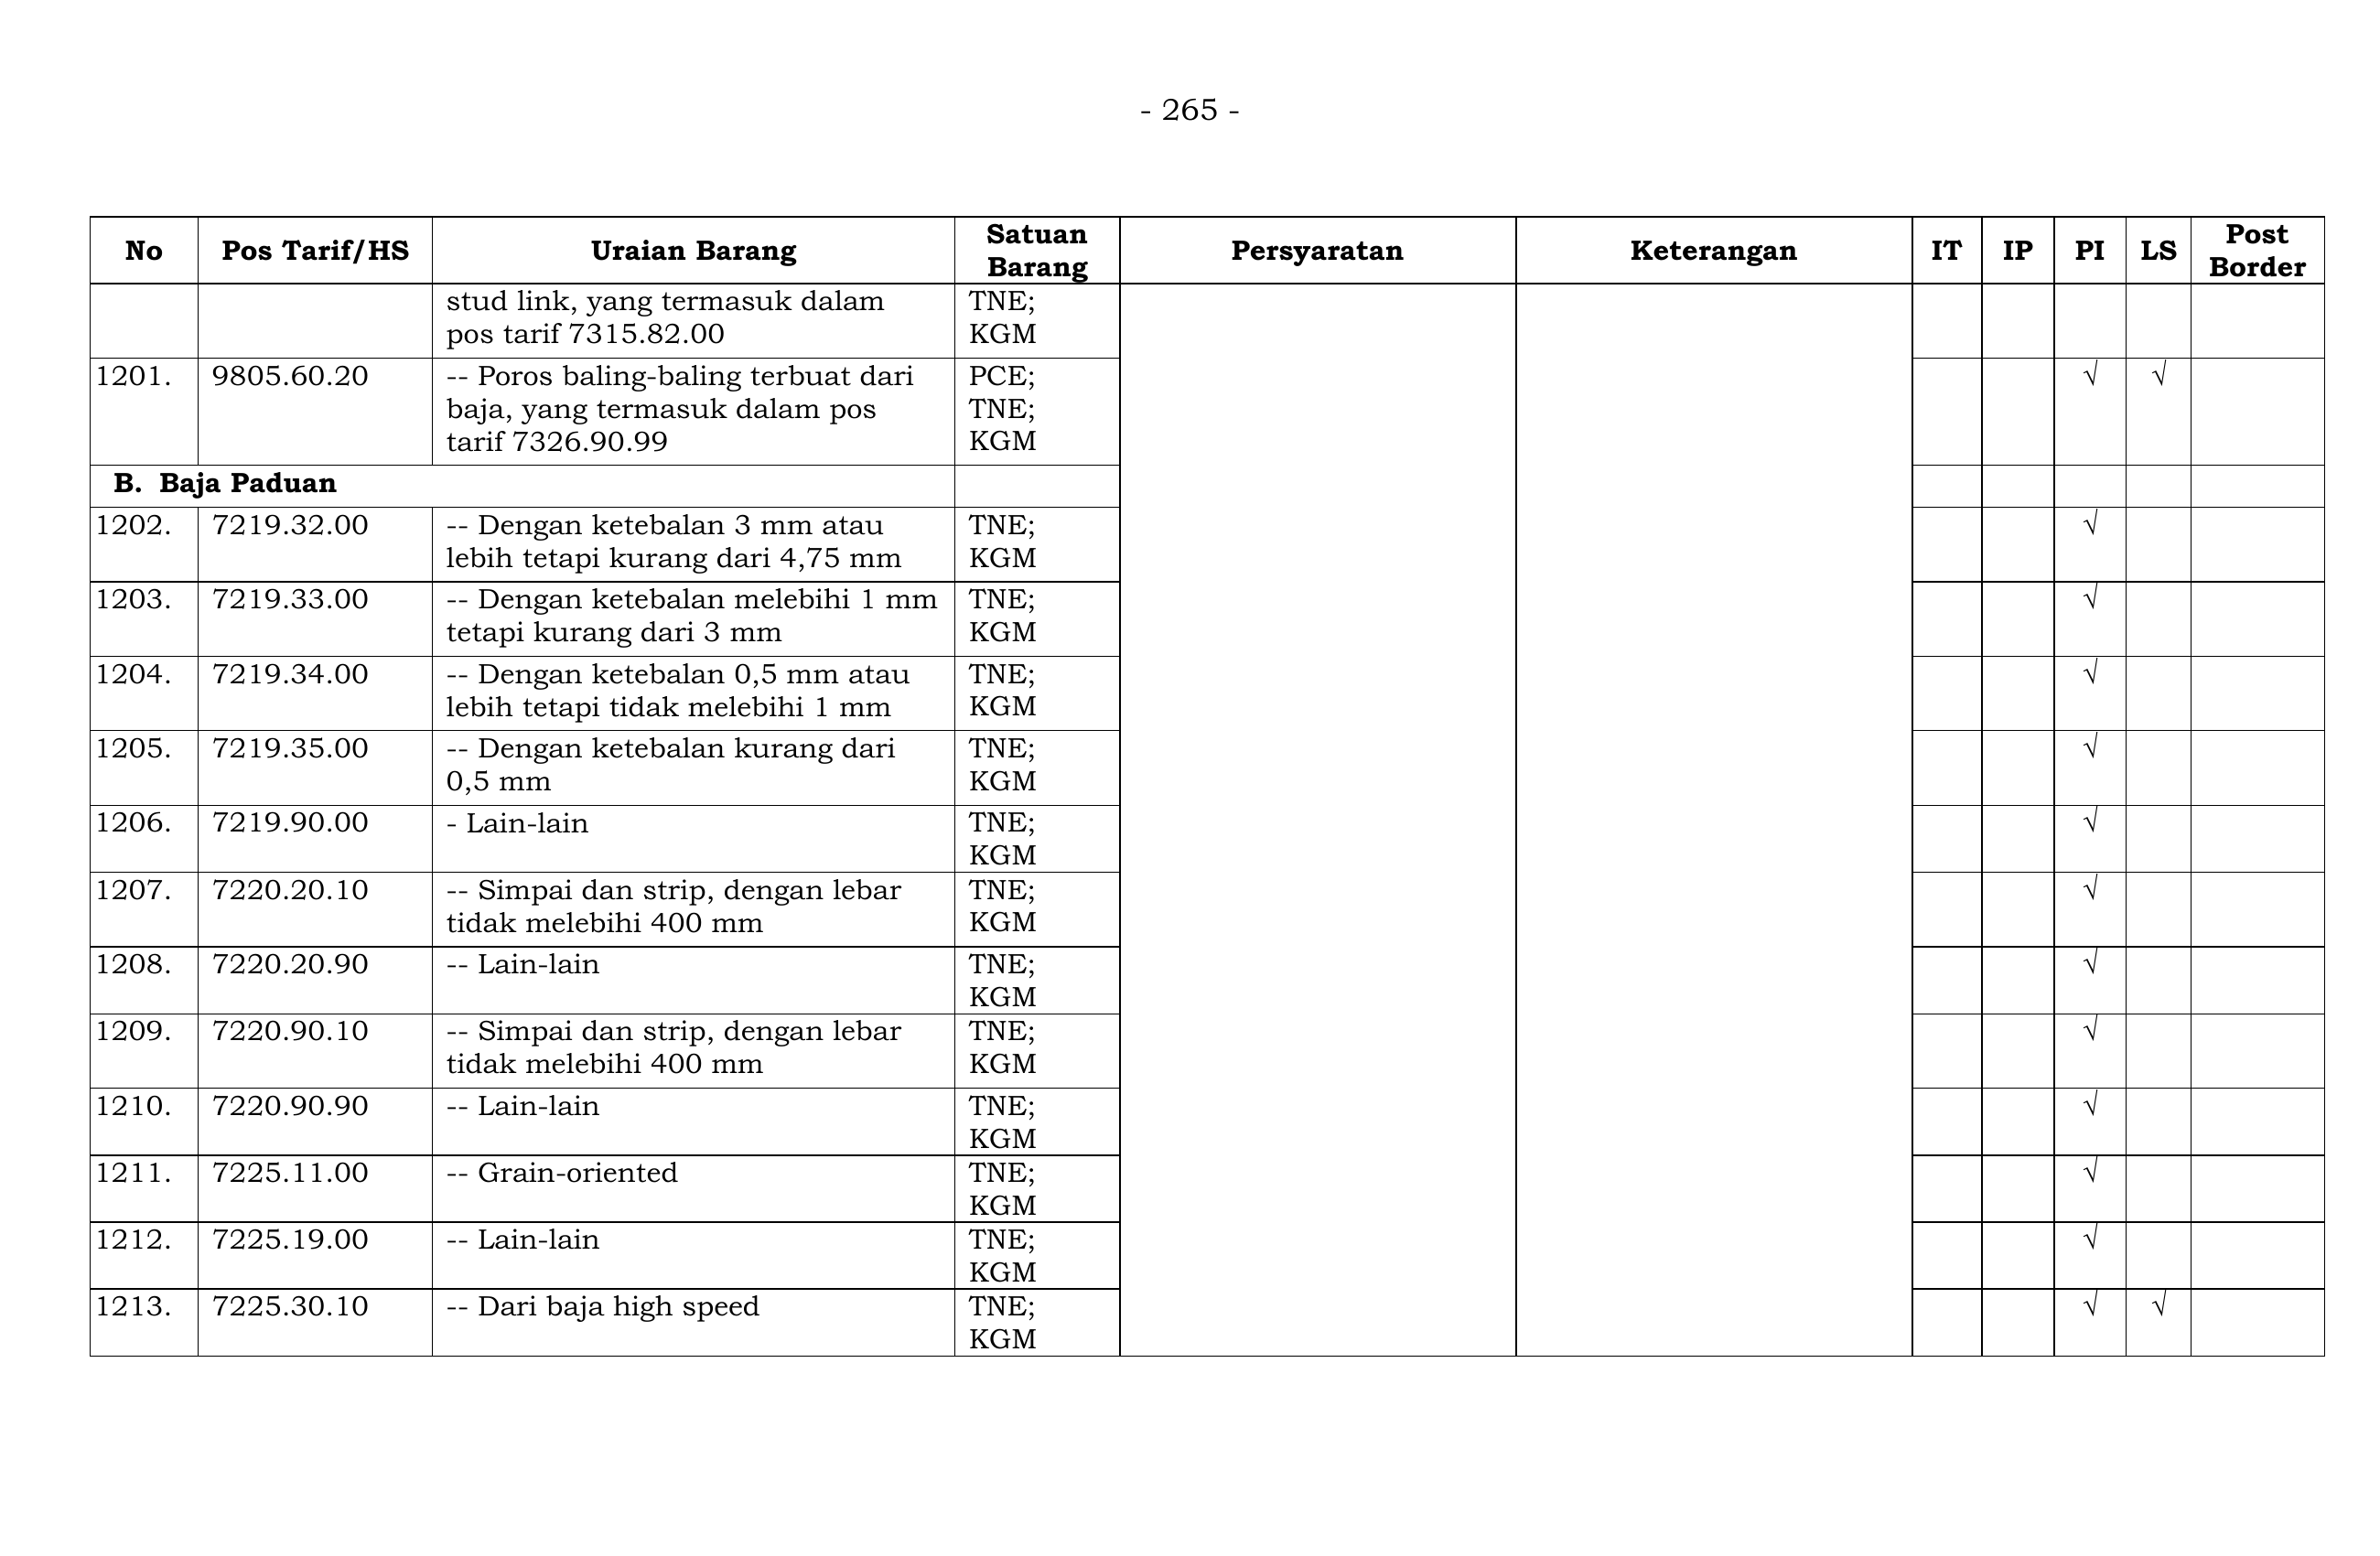 - 265 -
No Pos Tarif/HS Uraian Barang Satuan Barang Persyaratan Keterangan IT IP PI LS Post Border
stud link, yang termasuk dalam TNE;
pos tarif 7315.82.00 KGM
1201. 9805.60.20 -- Poros baling-baling terbuat dari PCE; √ √
baja, yang termasuk dalam pos TNE;
tarif 7326.90.99 KGM
B. Baja Paduan
1202. 7219.32.00 -- Dengan ketebalan 3 mm atau TNE; √
lebih tetapi kurang dari 4,75 mm KGM
1203. 7219.33.00 -- Dengan ketebalan melebihi 1 mm TNE; √
tetapi kurang dari 3 mm KGM
1204. 7219.34.00 -- Dengan ketebalan 0,5 mm atau TNE; √
lebih tetapi tidak melebihi 1 mm KGM
1205. 7219.35.00 -- Dengan ketebalan kurang dari TNE; √
0,5 mm KGM
1206. 7219.90.00 - Lain-lain TNE; √
KGM
1207. 7220.20.10 -- Simpai dan strip, dengan lebar TNE; √
tidak melebihi 400 mm KGM
1208. 7220.20.90 -- Lain-lain TNE; √
KGM
1209. 7220.90.10 -- Simpai dan strip, dengan lebar TNE; √
tidak melebihi 400 mm KGM
1210. 7220.90.90 -- Lain-lain TNE; √
KGM
1211. 7225.11.00 -- Grain-oriented TNE; √
KGM
1212. 7225.19.00 -- Lain-lain TNE; √
KGM
1213. 7225.30.10 -- Dari baja high speed TNE; √ √
KGM